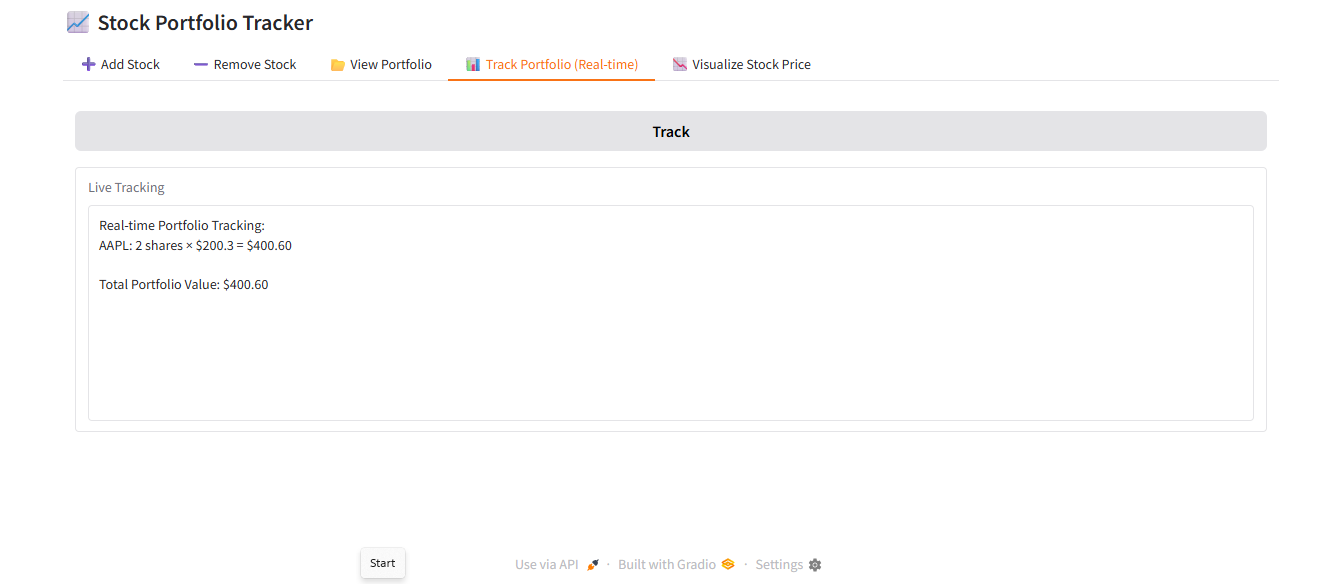 Stock Portfolio Tracker
Add Stock
Remove Stock
View Portfolio
Track Portfolio (Real-time)
Visualize Stock Price
Track
Live Tracking
Real-time Portfolio Tracking:
AAPL: 2 shares × $200.3 = $400.60
Total Portfolio Value: $400.60
Start
Use via API · Built with Gradio · Settings